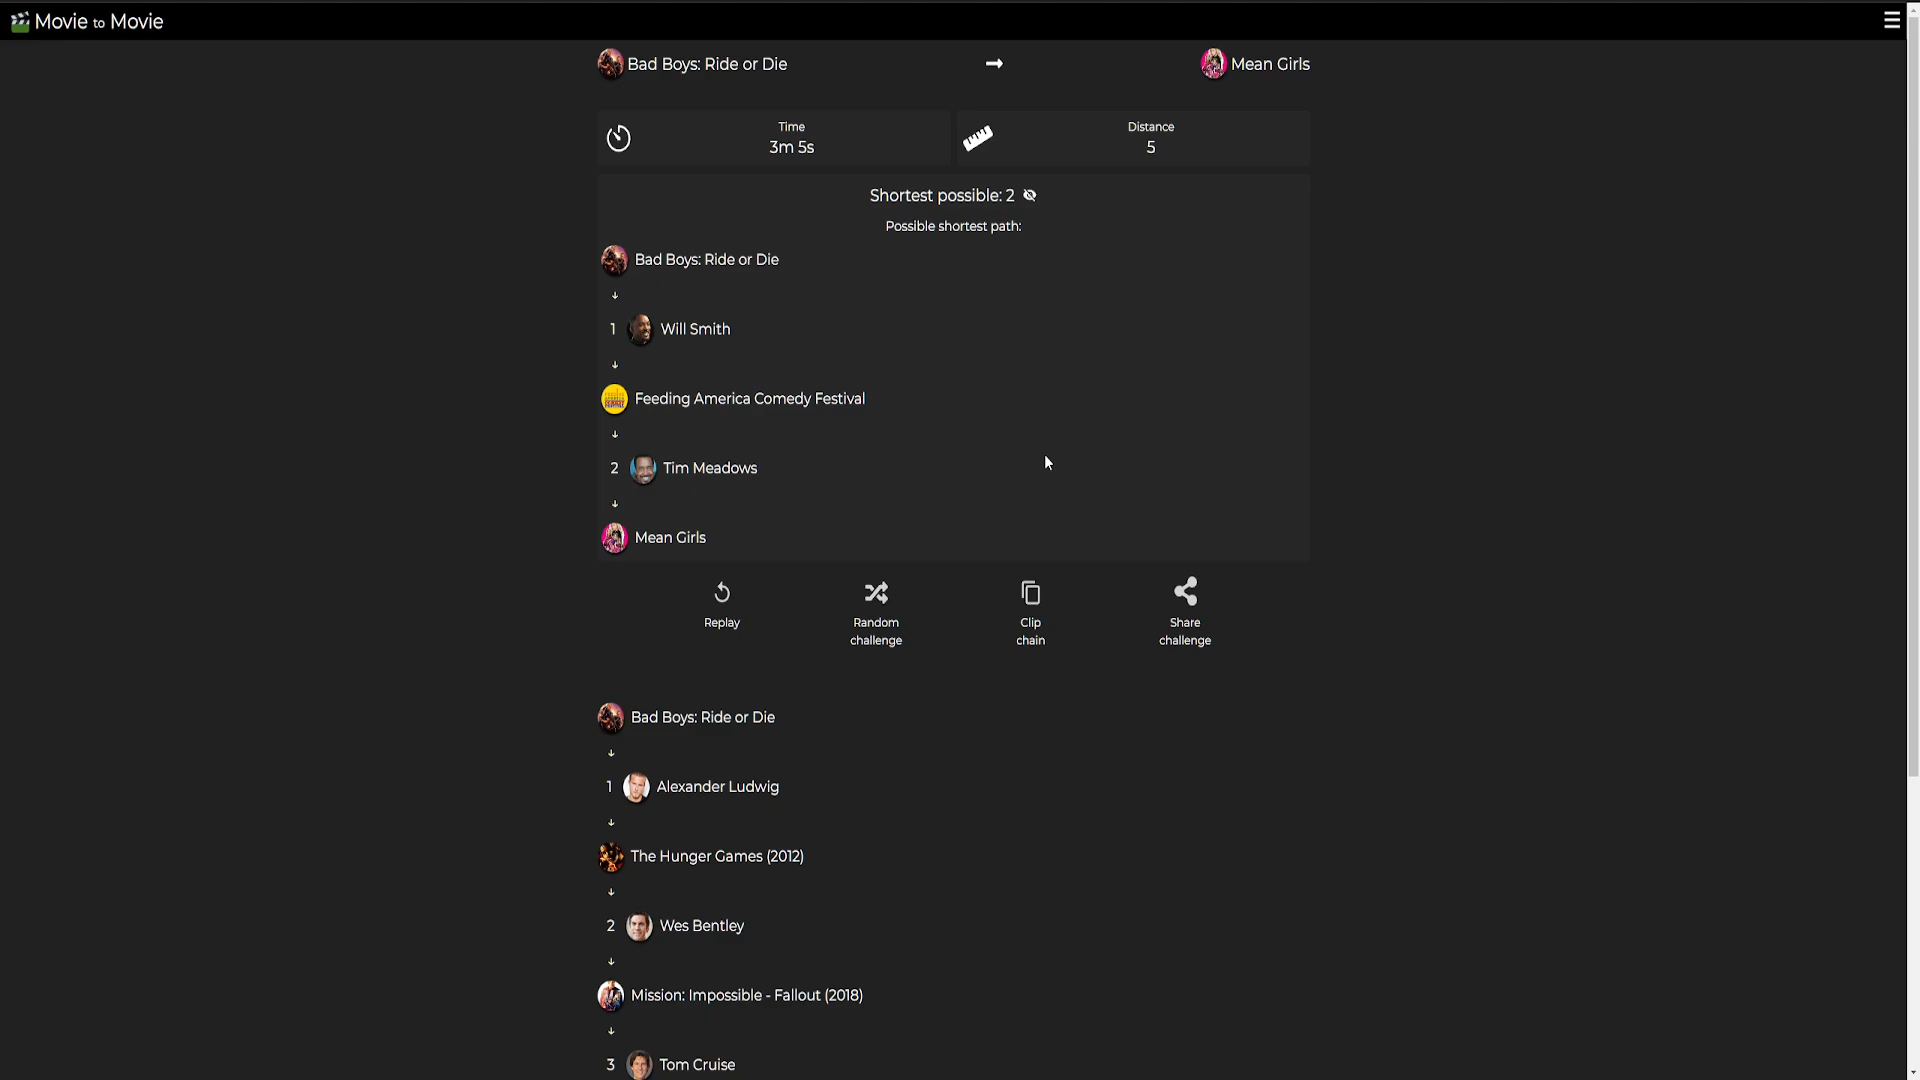 Movie to Movie
Bad Boys: Ride or Die
Mean Girls
Time
3m 5s
Distance
5
Shortest possible: 2
Possible shortest path:
Bad Boys: Ride or Die
1 Will Smith
Feeding America Comedy Festival
2 Tim Meadows
Mean Girls
Replay
Random
challenge
Clip
chain
Share
challenge
Bad Boys: Ride or Die
1 Alexander Ludwig
The Hunger Games (2012)
2 Wes Bentley
Mission: Impossible - Fallout (2018)
3 Tom Cruise